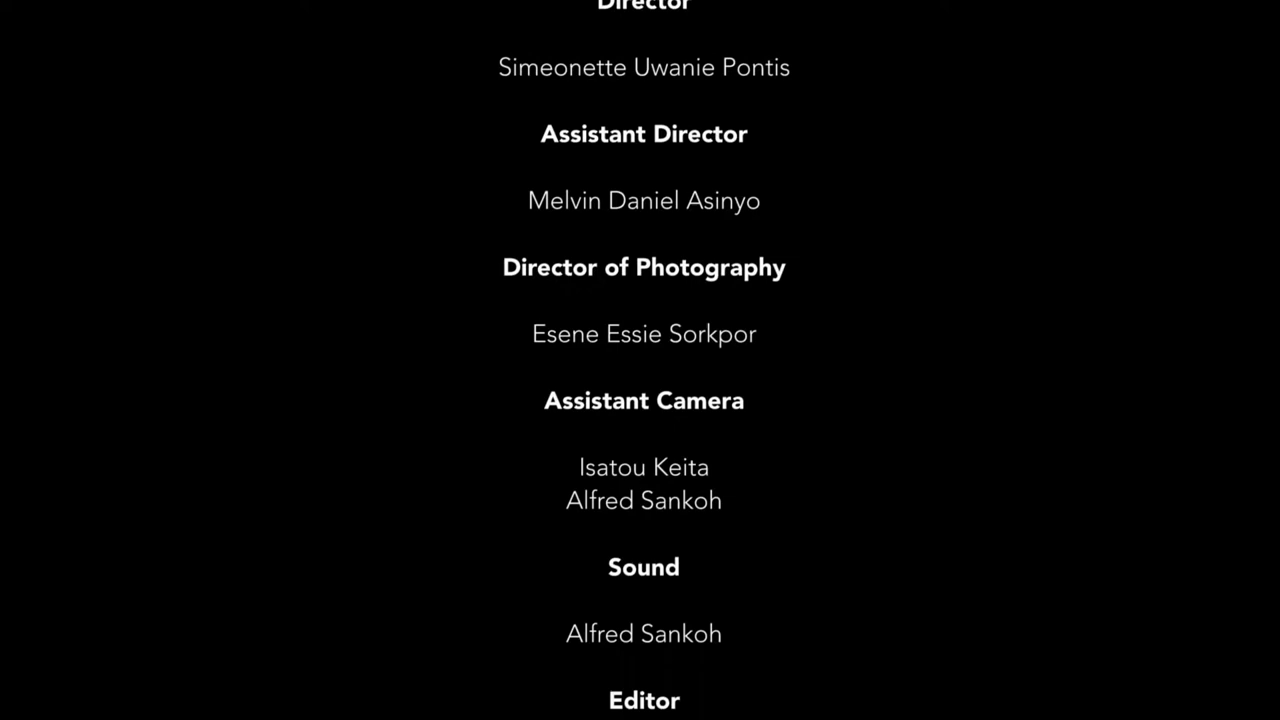 Director
Simeonette Uwanie Pontis
Assistant Director
Melvin Daniel Asinyo
Director of Photography
Esene Essie Sorkpor
Assistant Camera
Isatou Keita
Alfred Sankoh
Sound
Alfred Sankoh
Editor